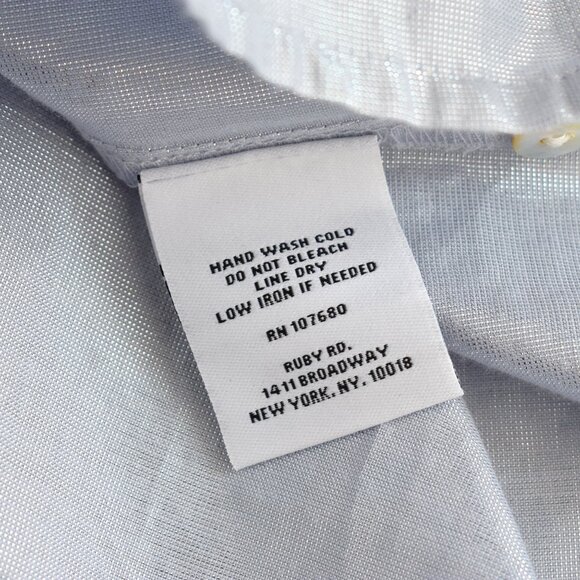 HAND WASH COLD
DO NOT BLEACH
LINE DRY
LOW IRON IF NEEDED
RN 107680
RUBY RD.
1411 BROADWAY
NEW YORK, NY. 10018